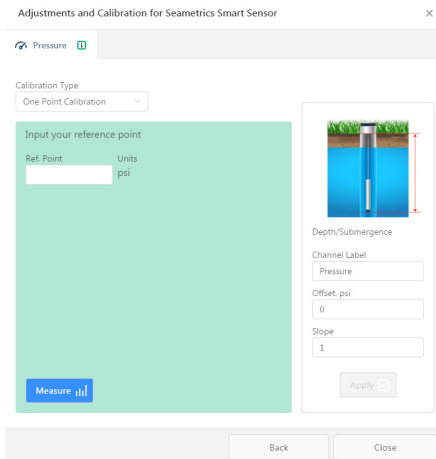 Adjustments and Calibration for Seametrics Smart Sensor
Pressure
Calibration Type
One Point Calibration
Input your reference point
Ref. Point Units
psi
Measure
Depth/Submergence
Channel Label
Pressure
Offset, psi
0
Slope
1
Apply
Back Close